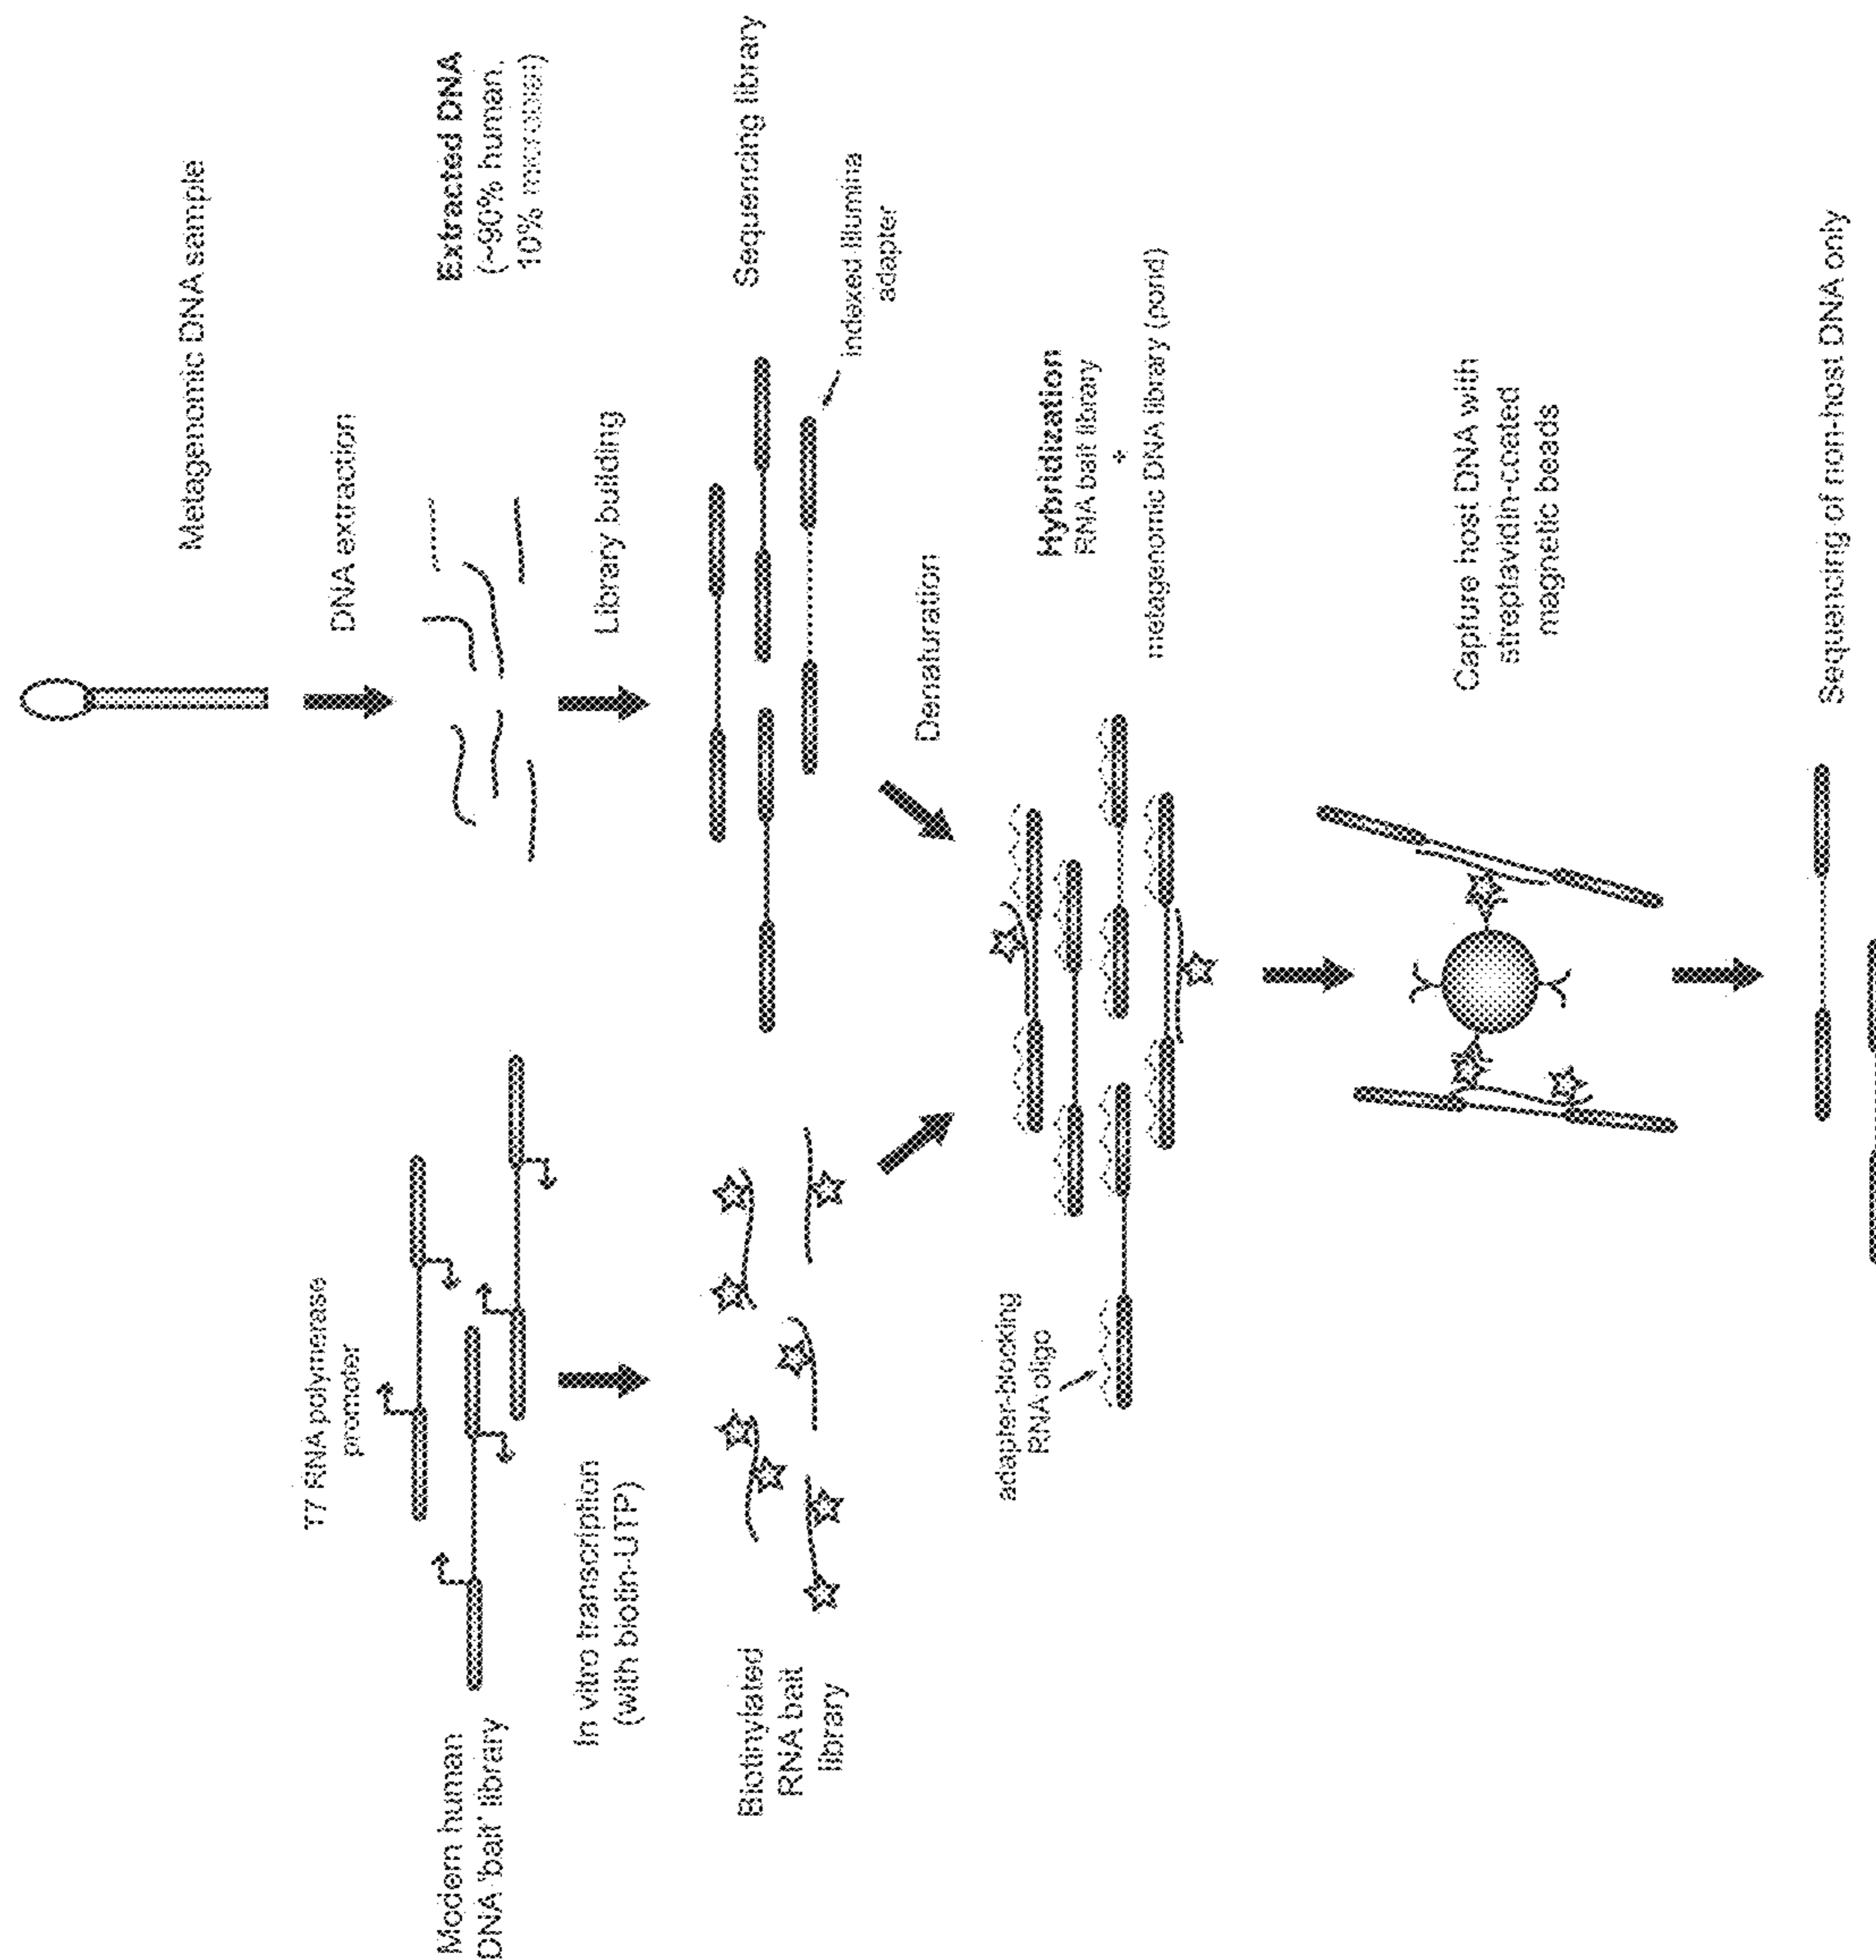 Metagenomic DNA sample
DNA extraction
Extracted DNA
(~90% human,
10% microbial)
Library building
Sequencing library
indexed Illumina
adapter
Denaturation
T7 RNA polymerase
promoter
Modern human
DNA 'bait' library
In vitro transcription
(with biotin-UTP)
Biotinylated
RNA bait
library
adapter-blocking
RNA oligo
Hybridization
RNA bait library
+
metagenomic DNA library (pond)
Capture host DNA with
streptavidin-coated
magnetic beads
Sequencing of non-host DNA only